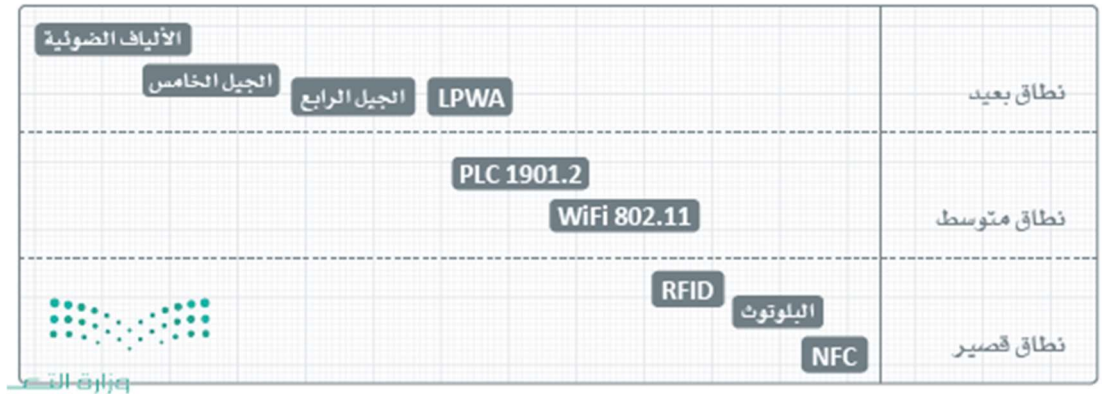 نطاق بعيد
الألياف الضوئية
الجيل الخامس
الجيل الرابع
LPWA
نطاق متوسط
PLC 1901.2
WiFi 802.11
نطاق قصير
RFID
البلوتوث
NFC
وزارة